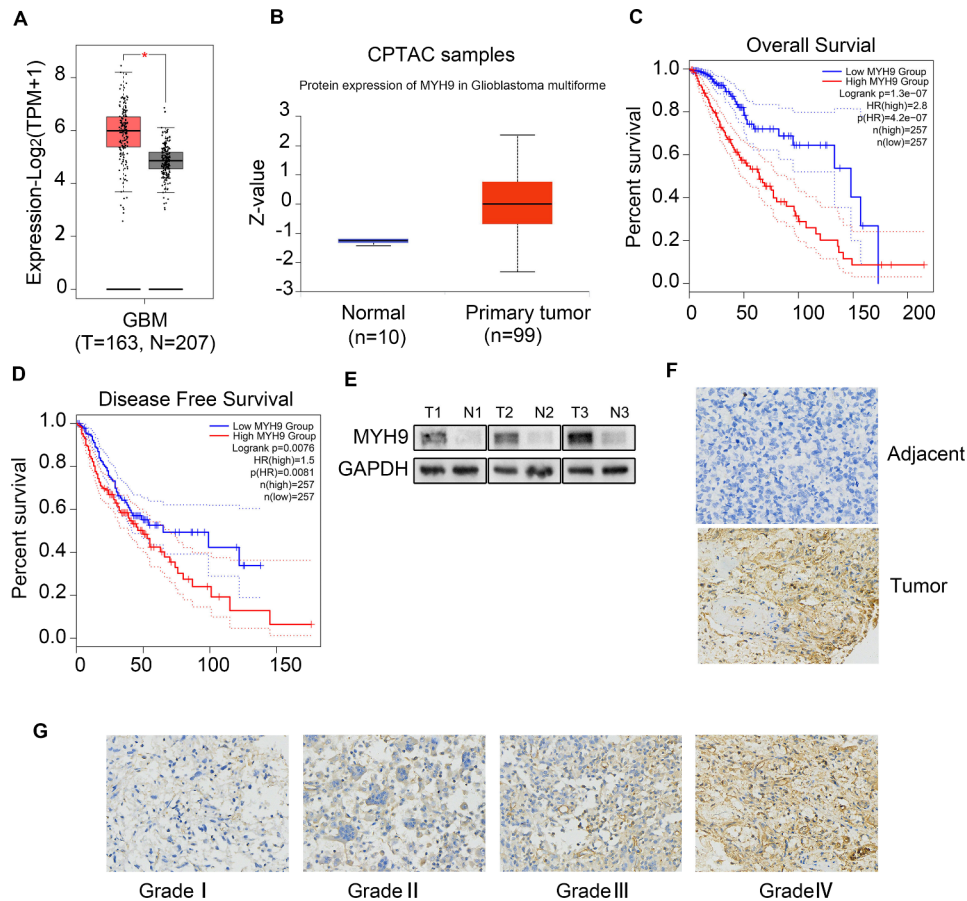 A
Expression-Log2(TPM+1)
8
6
4
2
0
*
GBM
(T=163, N=207)
B
CPTAC samples
Protein expression of MYH9 in Glioblastoma multiforme
Z-value
3
2
1
0
-1
-2
-3
Normal
(n=10)
Primary tumor
(n=99)
C
Overall Survial
Low MYH9 Group
High MYH9 Group
Logrank p=1.3e-07
HR(high)=2.8
p(HR)=4.2e-07
n(high)=257
n(low)=257
Percent survival
1.0
0.8
0.6
0.4
0.2
0.0
0 50 100 150 200
D
Disease Free Survival
Low MYH9 Group
High MYH9 Group
Logrank p=0.0076
HR(high)=1.5
p(HR)=0.0081
n(high)=257
n(low)=257
Percent survival
1.0
0.8
0.6
0.4
0.2
0.0
0 50 100 150
E
T1 N1 T2 N2 T3 N3
MYH9
GAPDH
F
Adjacent
Tumor
G
Grade Ⅰ
Grade Ⅱ
Grade Ⅲ
Grade Ⅳ